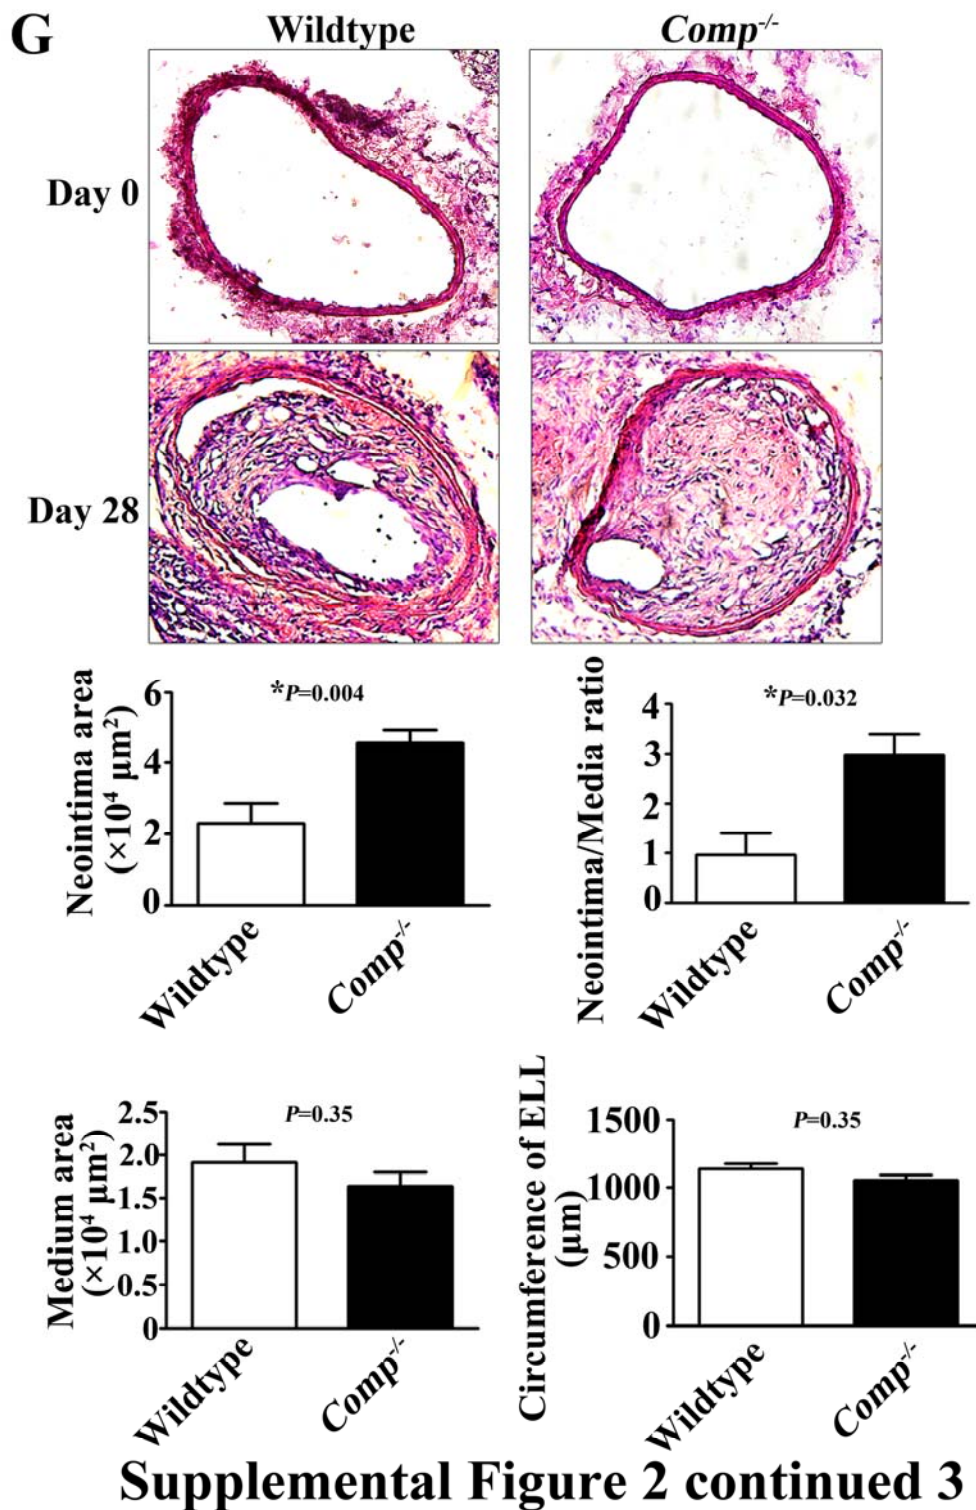 G
Wildtype
Comp-/-
Day 0
Day 28
Neointima area
(×10⁴ µm²)
6
4
2
0
*P=0.004
Wildtype
Comp-/-
Neointima/Media ratio
4
3
2
1
0
*P=0.032
Wildtype
Comp-/-
Medium area
(×10⁴ µm²)
2.5
2.0
1.5
1.0
0.5
0
P=0.35
Wildtype
Comp-/-
Circumference of ELL
(µm)
1500
1000
500
0
P=0.35
Wildtype
Comp-/-
Supplemental Figure 2 continued 3